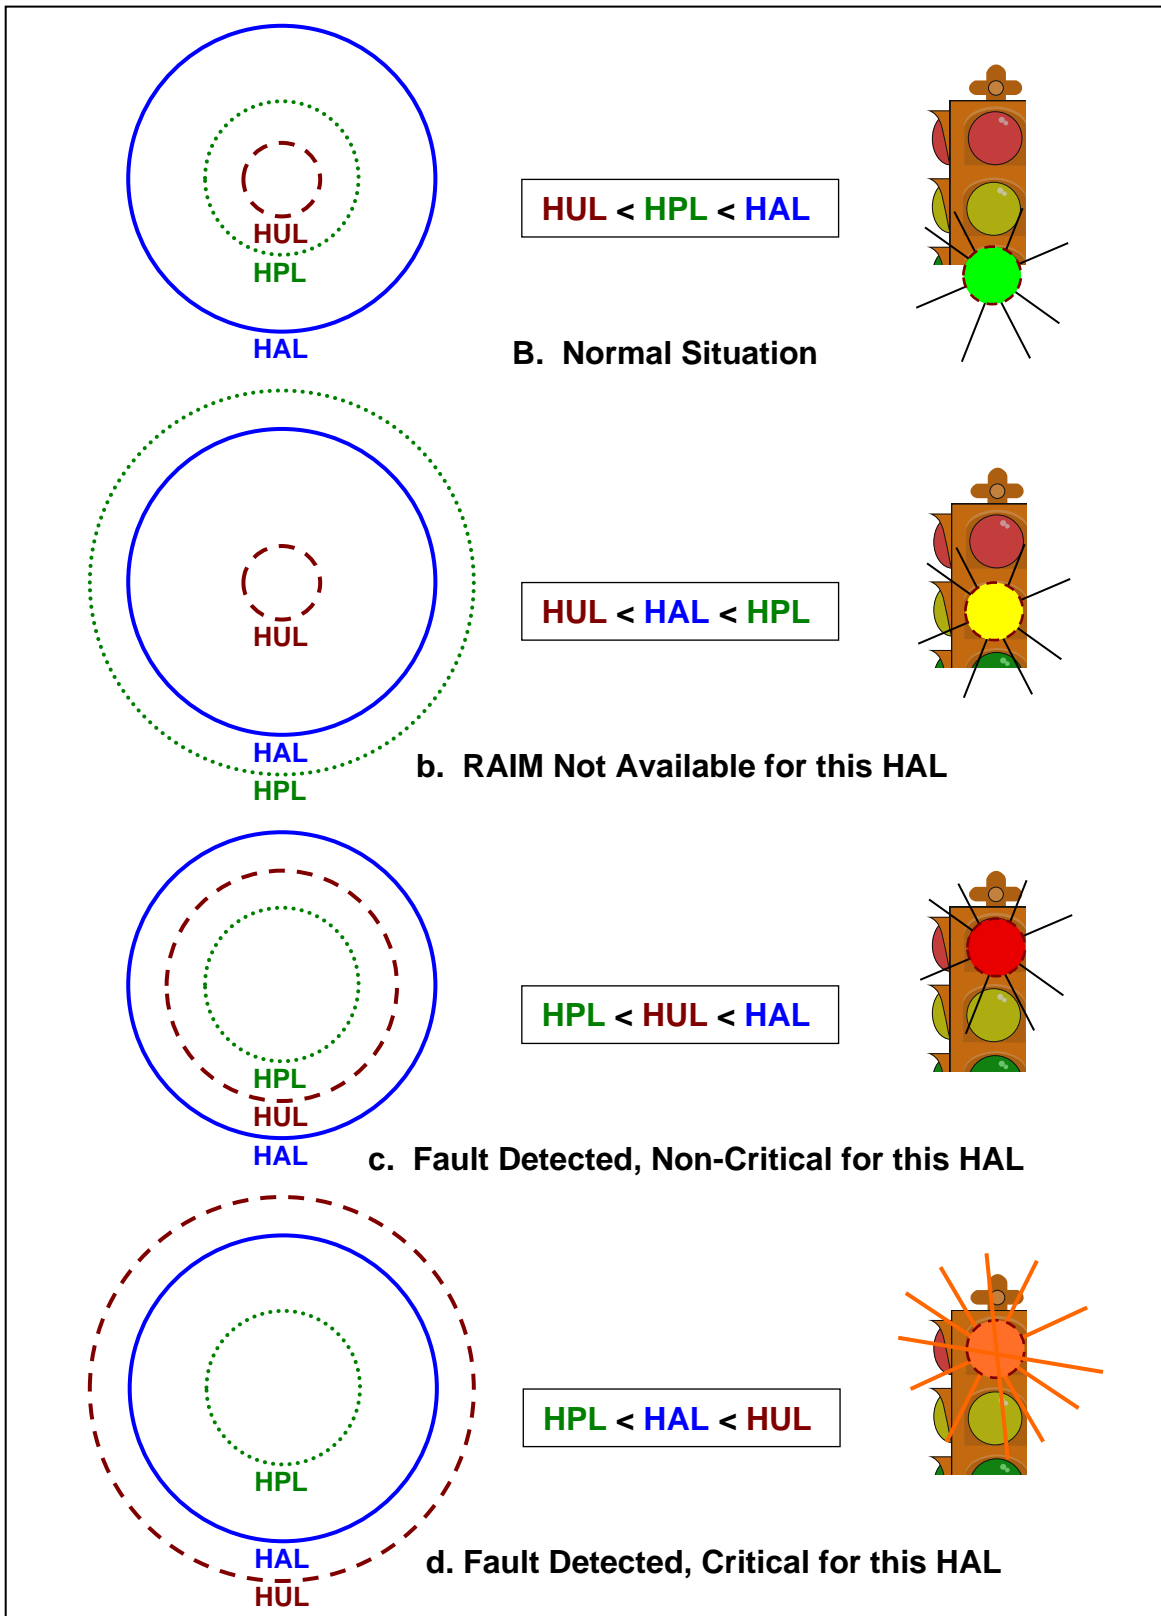 HUL
HPL
HAL
HUL < HPL < HAL
B. Normal Situation
HUL
HAL
HPL
HUL < HAL < HPL
b. RAIM Not Available for this HAL
HPL
HUL
HAL
HPL < HUL < HAL
c. Fault Detected, Non-Critical for this HAL
HPL
HAL
HUL
HPL < HAL < HUL
d. Fault Detected, Critical for this HAL